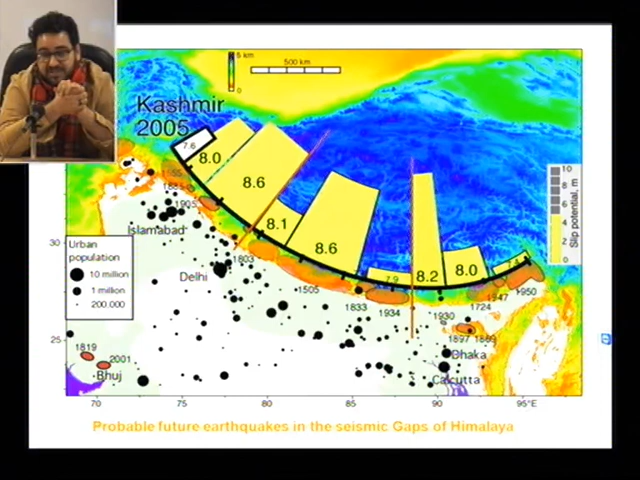 5 km
0
500 km
Kashmir
2005
7.6
8.0
8.6
8.1
8.6
7.9
8.2
8.0
10
8
6
4
2
0
Slip potential, m
1905
Islamabad
30
Urban
population
10 million
1 million
200.000
Delhi
1803
1505
1833
1934
1930
1724
1947
1950
25
1819
2001
Bhuj
1897
Dhaka
Calcutta
70
75
80
85
90
95°E
Probable future earthquakes in the seismic Gaps of Himalaya